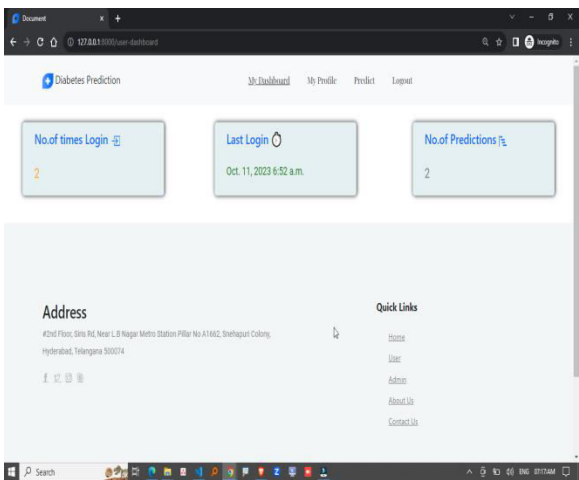 Document
127.0.0.1:8000/user-dashboard
Incognito
Diabetes Prediction
My Dashboard
My Profile
Predict
Logout
No.of times Login
2
Last Login
Oct. 11, 2023 6:52 a.m.
No.of Predictions
2
Address
#2nd Floor, Siris Rd, Near L.B Nagar Metro Station Pillar No A1662, Snehapuri Colony,
Hyderabad, Telangana 500074
Quick Links
Home
User
Admin
About Us
Contact Us
Search
ENG
07:17AM